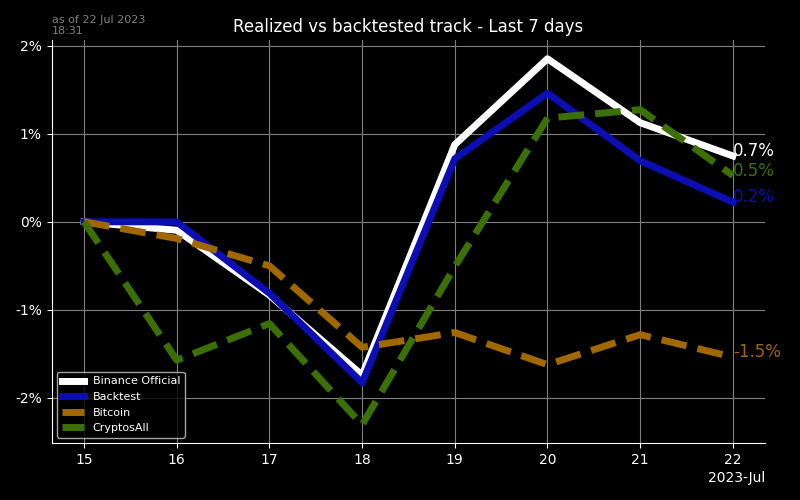 as of 22 Jul 2023
18:31
Realized vs backtested track - Last 7 days
2%
1%
0%
-1%
-2%
0.7%
0.5%
0.2%
-1.5%
Binance Official
Backtest
Bitcoin
CryptosAll
15 16 17 18 19 20 21 22
2023-Jul